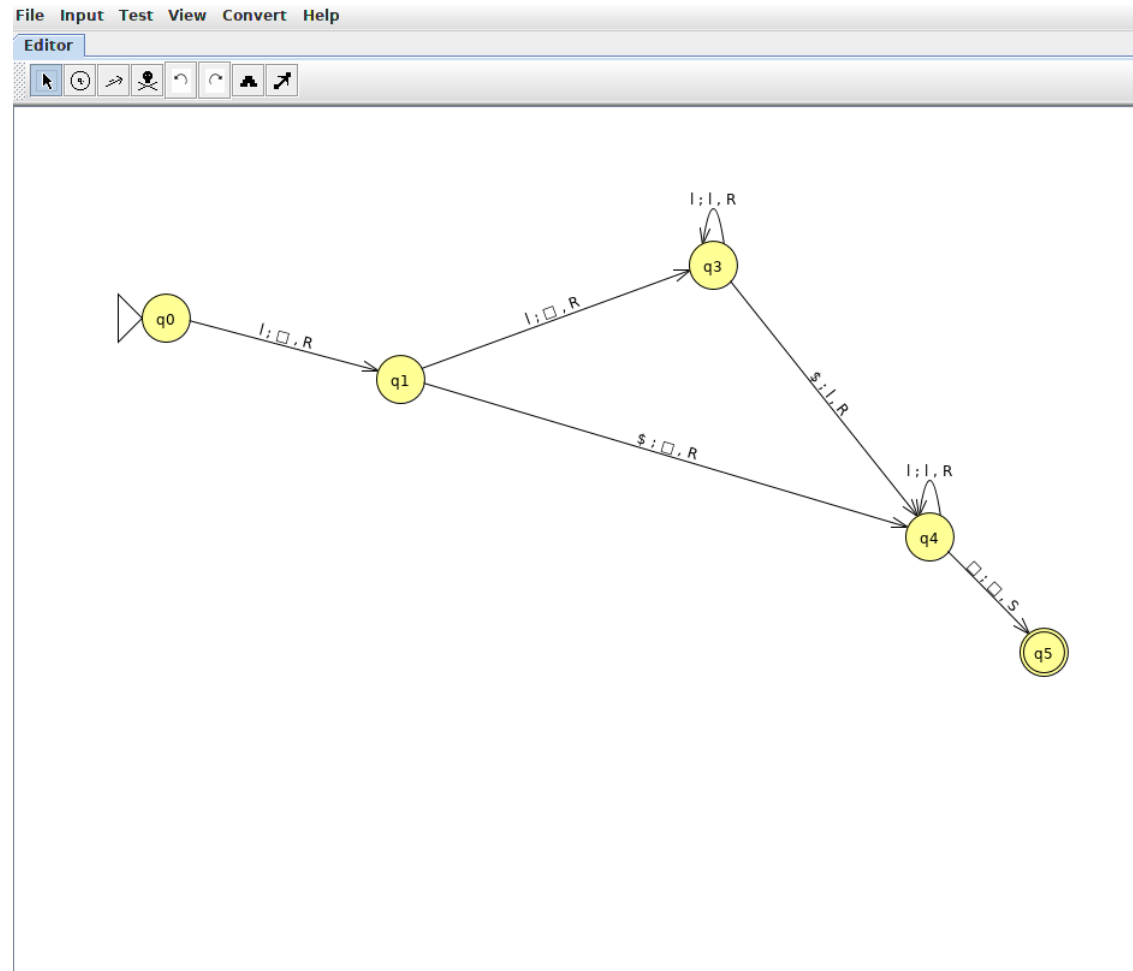 File Input Test View Convert Help
Editor
l ; l , R
q3
q0
l ; □ , R
l ; □ , R
q1
$ ; l , R
$ ; □ , R
l ; l , R
q4
□ ; □ , S
q5